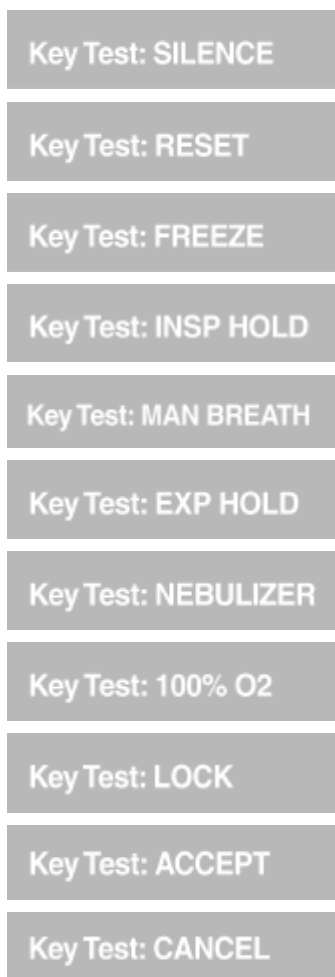 Key Test: SILENCE
Key Test: RESET
Key Test: FREEZE
Key Test: INSP HOLD
Key Test: MAN BREATH
Key Test: EXP HOLD
Key Test: NEBULIZER
Key Test: 100% O2
Key Test: LOCK
Key Test: ACCEPT
Key Test: CANCEL